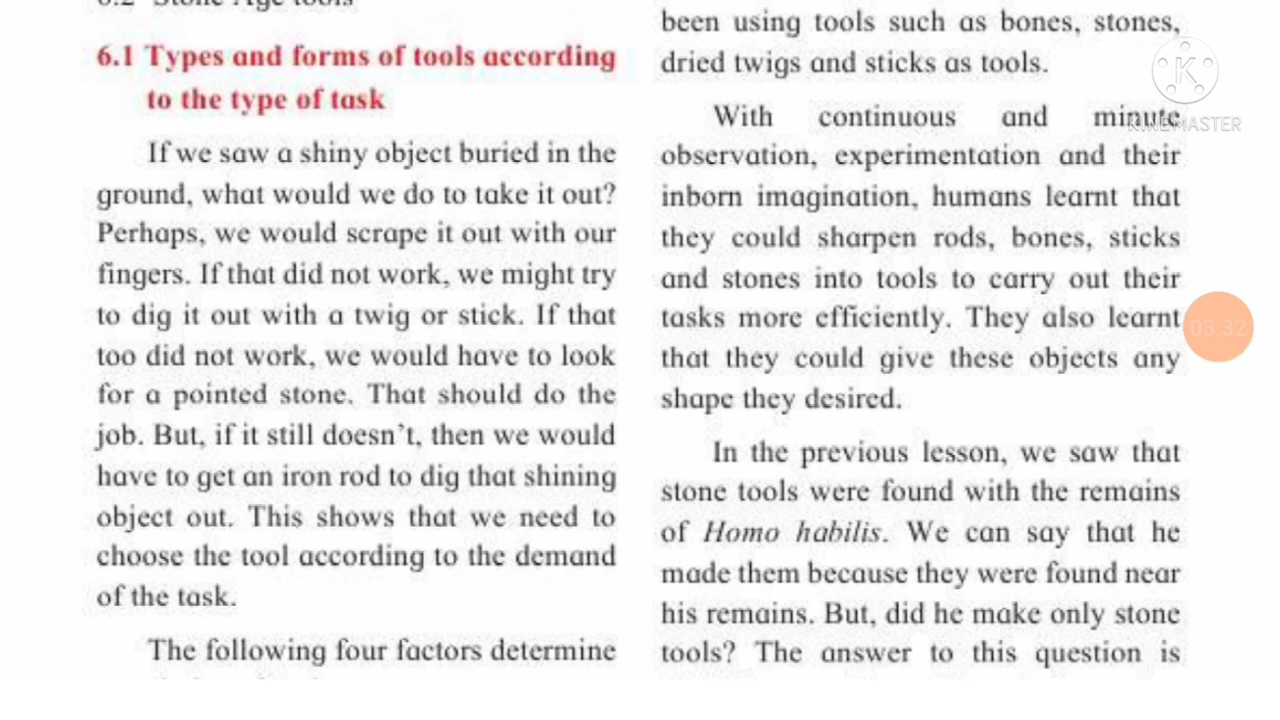 6.2 Stone Age tools
6.1 Types and forms of tools according
to the type of task
If we saw a shiny object buried in the
ground, what would we do to take it out?
Perhaps, we would scrape it out with our
fingers. If that did not work, we might try
to dig it out with a twig or stick. If that
too did not work, we would have to look
for a pointed stone. That should do the
job. But, if it still doesn't, then we would
have to get an iron rod to dig that shining
object out. This shows that we need to
choose the tool according to the demand
of the task.
The following four factors determine
been using tools such as bones, stones,
dried twigs and sticks as tools.
With continuous and minute
observation, experimentation and their
inborn imagination, humans learnt that
they could sharpen rods, bones, sticks
and stones into tools to carry out their
tasks more efficiently. They also learnt
that they could give these objects any
shape they desired.
In the previous lesson, we saw that
stone tools were found with the remains
of Homo habilis. We can say that he
made them because they were found near
his remains. But, did he make only stone
tools? The answer to this question is
K
KINEMASTER
03:32